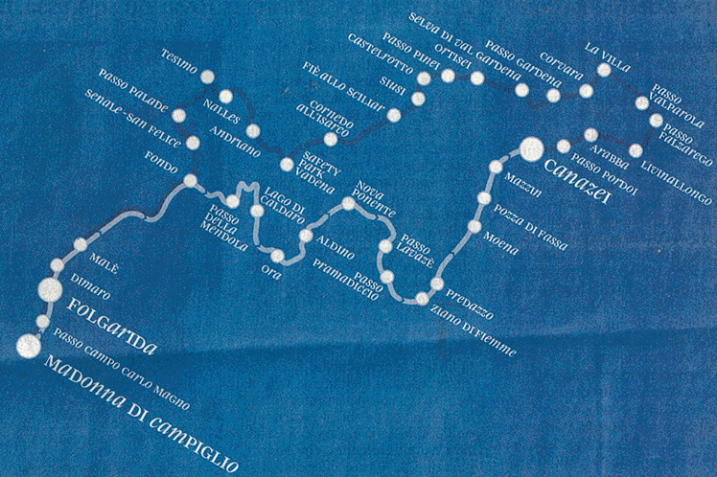 SELVA DI VAL GARDENA
ORTISEI
PASSO PINEI
CASTELROTTO
SIUSI
FIÈ ALLO SCILIAR
CORNEDO
ALL'ISARCO
PASSO GARDENA
CORVARA
LA VILLA
PASSO
VALPAROLA
PASSO
FALZAREGO
LIVINALLONGO
ARABBA
PASSO PORDOI
CANAZEI
MAZZIN
POZZA DI FASSA
MOENA
PREDAZZO
ZIANO DI FIEMME
PASSO
LAVAZÈ
PASSO
PRAMADICCIO
NOVA
PONENTE
ALDINO
ORA
LAGO DI
CALDARO
PASSO
DELLA
MENDOLA
TESIMO
NALLES
ANDRIANO
SAFETY
PARK
VADENA
PASSO PALADE
SENALE-SAN FELICE
FONDO
MALÈ
DIMARO
FOLGARIDA
PASSO CAMPO CARLO MAGNO
MADONNA DI CAMPIGLIO